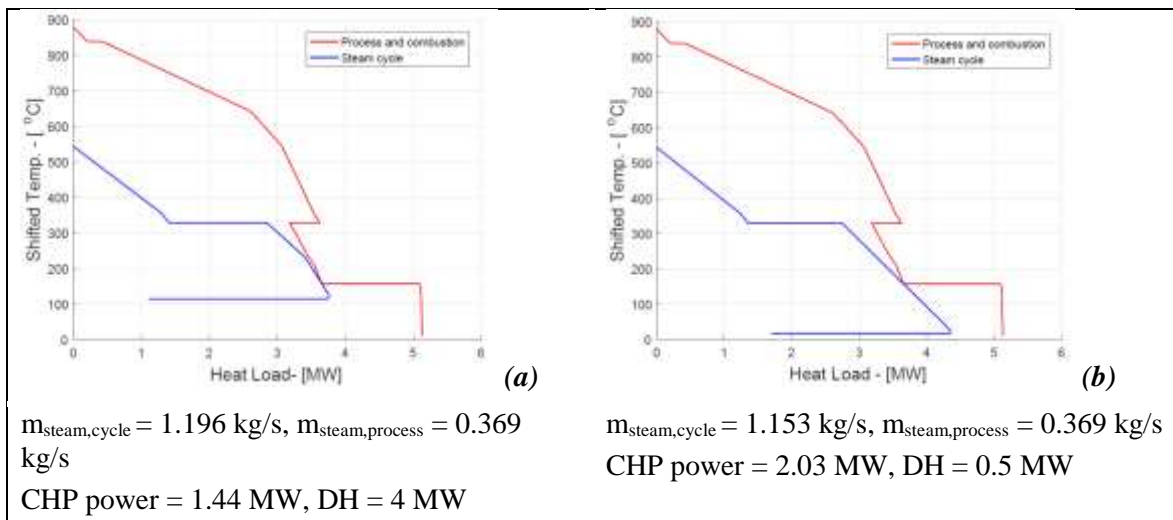 900
800
700
600
500
400
300
200
100
0
Shifted Temp. - [ °C]
Process and combustion
Steam cycle
0 1 2 3 4 5 6
Heat Load- [MW]
(a)
900
800
700
600
500
400
300
200
100
0
Shifted Temp. - [ °C]
Process and combustion
Steam cycle
0 1 2 3 4 5 6
Heat Load - [MW]
(b)
m steam,cycle = 1.196 kg/s, m steam,process = 0.369
kg/s
CHP power = 1.44 MW, DH = 4 MW
m steam,cycle = 1.153 kg/s, m steam,process = 0.369 kg/s
CHP power = 2.03 MW, DH = 0.5 MW